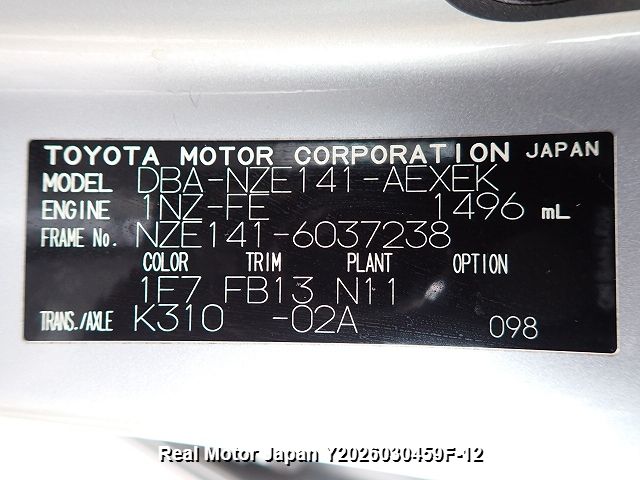 TOYOTA MOTOR CORPORATION JAPAN
MODEL DBA-NZE141-AEXEK
ENGINE 1NZ-FE 1496 mL
FRAME No. NZE141-6037238
COLOR TRIM PLANT OPTION
1F7 FB13 N11
TRANS./AXLE K310 -02A 098
Real Motor Japan Y2026030459F-12